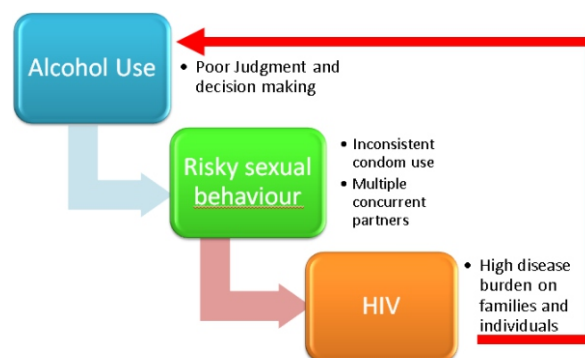 Alcohol Use
• Poor Judgment and
decision making
Risky sexual
behaviour
• Inconsistent
condom use
• Multiple
concurrent
partners
HIV
• High disease
burden on
families and
individuals